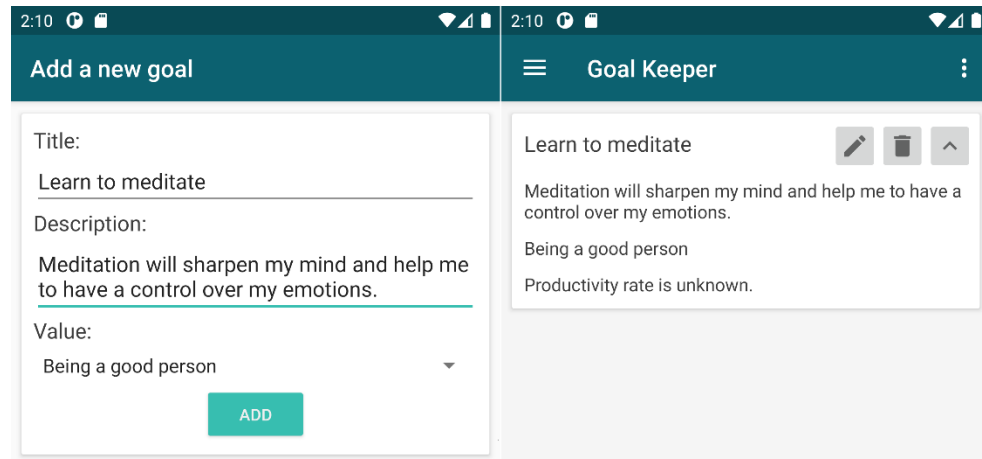 2:10
Add a new goal
Title:
Learn to meditate
Description:
Meditation will sharpen my mind and help me
to have a control over my emotions.
Value:
Being a good person
ADD
2:10
Goal Keeper
Learn to meditate
Meditation will sharpen my mind and help me to have a
control over my emotions.
Being a good person
Productivity rate is unknown.